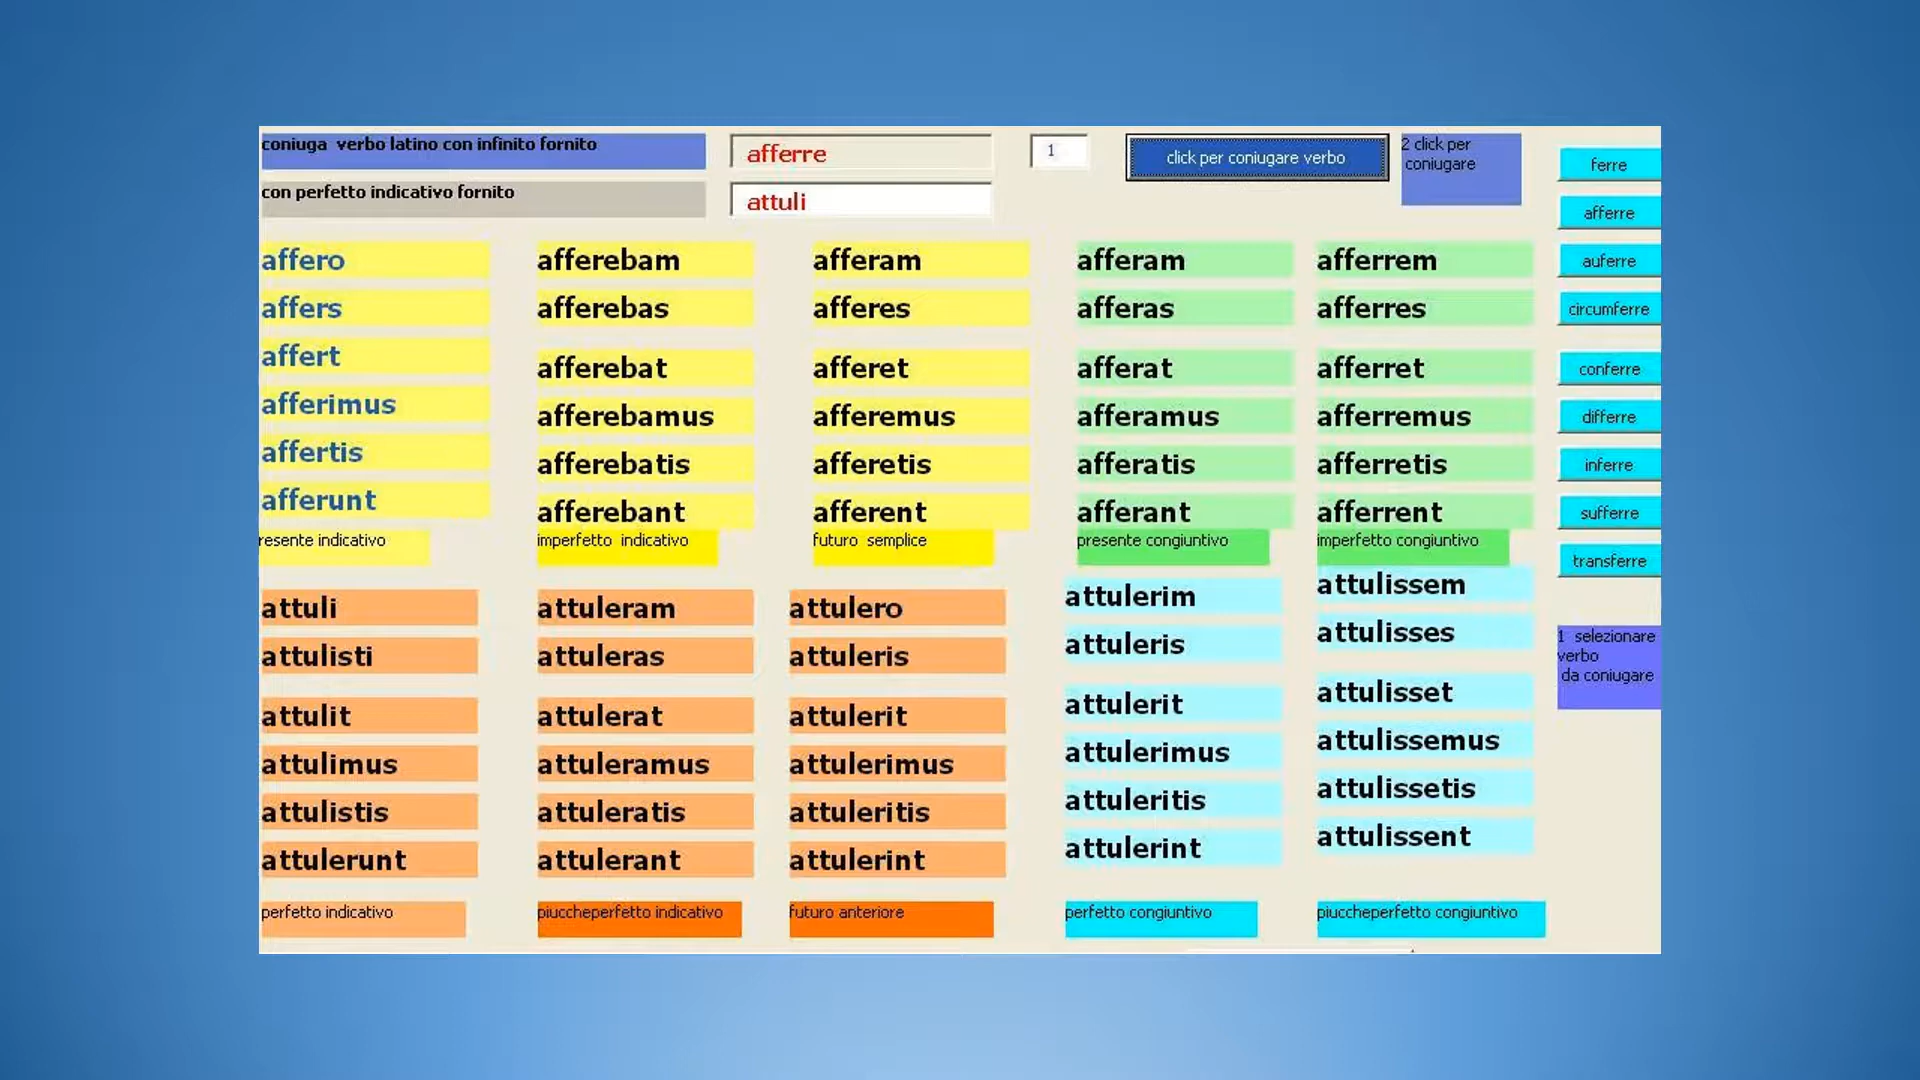 coniuga verbo latino con infinito fornito
afferre
1
click per coniugare verbo
2 click per
coniugare
con perfetto indicativo fornito
attuli
affero
affers
affert
afferimus
affertis
afferunt
resente indicativo
afferebam
afferebas
afferebat
afferebamus
afferebatis
afferebant
imperfetto indicativo
afferam
afferes
afferet
afferemus
afferetis
afferent
futuro semplice
afferam
afferas
afferat
afferamus
afferatis
afferant
presente congiuntivo
afferrem
afferres
afferret
afferremus
afferretis
afferrent
imperfetto congiuntivo
attuli
attulisti
attulit
attulimus
attulistis
attulerunt
perfetto indicativo
attuleram
attuleras
attulerat
attuleramus
attuleratis
attulerant
piuccheperfetto indicativo
attulero
attuleris
attulerit
attulerimus
attuleritis
attulerint
futuro anteriore
attulerim
attuleris
attulerit
attulerimus
attuleritis
attulerint
perfetto congiuntivo
attulissem
attulisses
attulisset
attulissemus
attulissetis
attulissent
piuccheperfetto congiuntivo
ferre
afferre
auferre
circumferre
conferre
differre
inferre
sufferre
transferre
1 selezionare
verbo
da coniugare